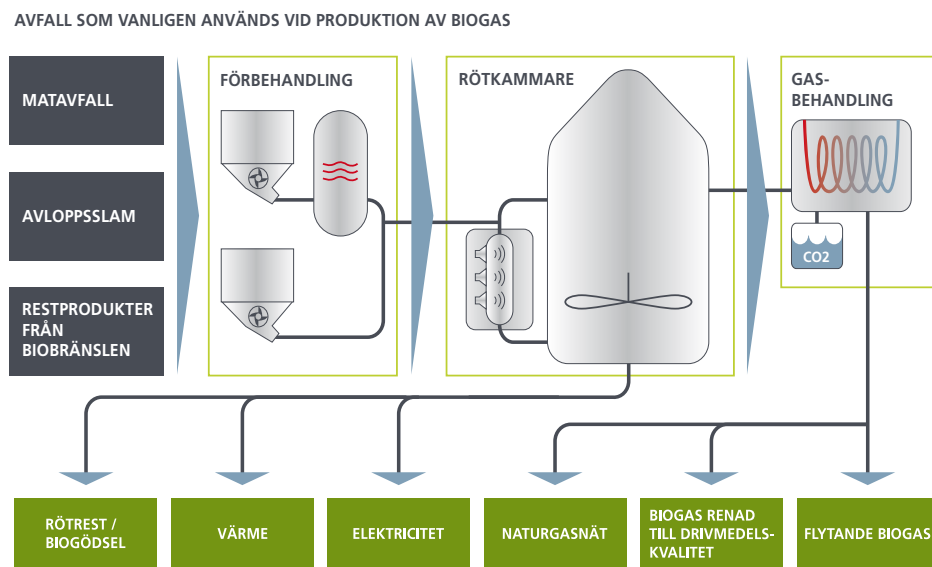 AVFALL SOM VANLIGEN ANVÄNDS VID PRODUKTION AV BIOGAS
MATAVFALL
AVLOPPSSLAM
RESTPRODUKTER
FRÅN
BIOBRÄNSLEN
FÖRBEHANDLING
RÖTKAMMARE
GAS-
BEHANDLING
CO2
RÖTREST /
BIOGÖDSEL
VÄRME
ELEKTRICITET
NATURGASNÄT
BIOGAS RENAD
TILL DRIVMEDELS-
KVALITET
FLYTANDE BIOGAS